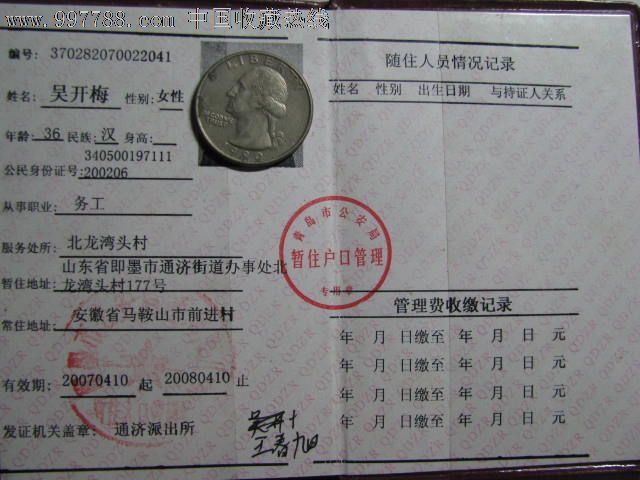 www.997788.com 中国收藏热线
编号: 370282070022041
姓名: 吴开梅 性别: 女性
LIBERTY
年龄: 36 民族: 汉 身高:
340500197111
公民身份证号: 200206
从事职业: 务工
服务处所: 北龙湾头村
山东省即墨市通济街道办事处北
暂住地址: 龙湾头村177号
常住地址: 安徽省马鞍山市前进村
有效期: 20070410 起 20080410 止
发证机关盖章: 通济派出所
随住人员情况记录
姓名 性别 出生日期 与持证人关系
青岛市公安局
暂住户口管理
专用章
管理费收缴记录
年 月 日缴至 年 月 日 元
年 月 日缴至 年 月 日 元
年 月 日缴至 年 月 日 元
年 月 日缴至 年 月 日 元